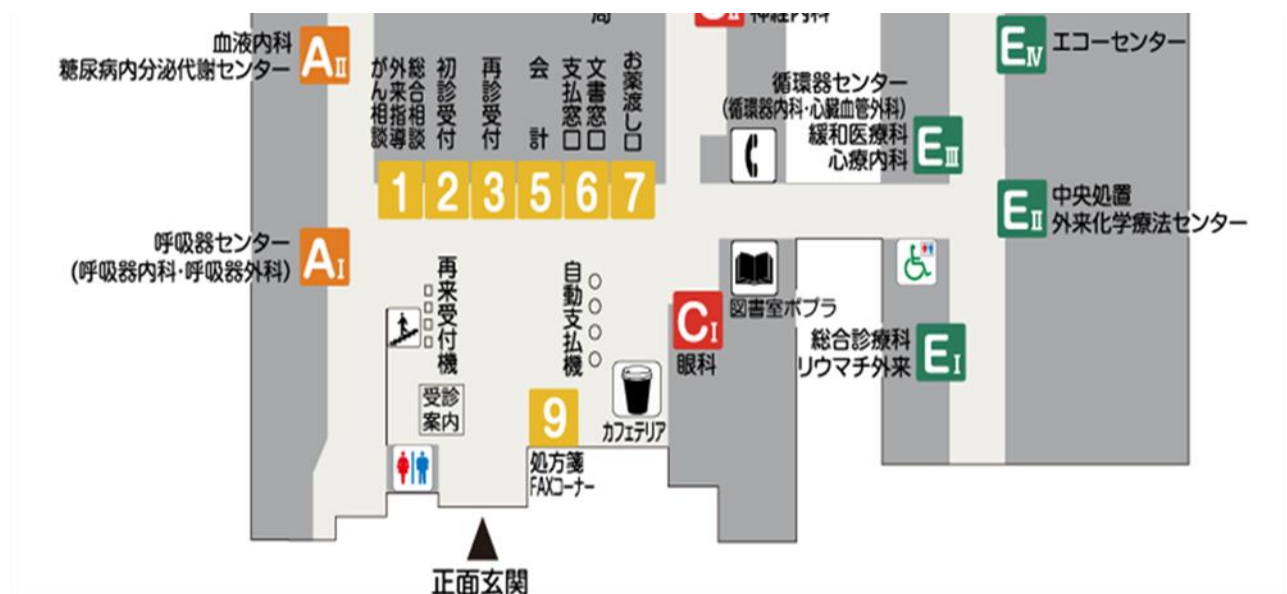 局
神経内科
CⅡ
血液内科
糖尿病内分泌代謝センター
AⅡ
がん相談
外来指導
総合相談
初診受付
再診受付
会計
支払窓口
文書窓口
お薬渡し口
1
2
3
5
6
7
循環器センター
(循環器内科・心臓血管外科)
緩和医療科
心療内科
EⅢ
EⅣ
エコーセンター
EⅡ
中央処置
外来化学療法センター
呼吸器センター
(呼吸器内科・呼吸器外科)
AⅠ
再来受付機
自動支払機
CⅠ
眼科
図書室ポプラ
総合診療科
リウマチ外来
EⅠ
受診
案内
9
処方箋
FAXコーナー
カフェテリア
正面玄関